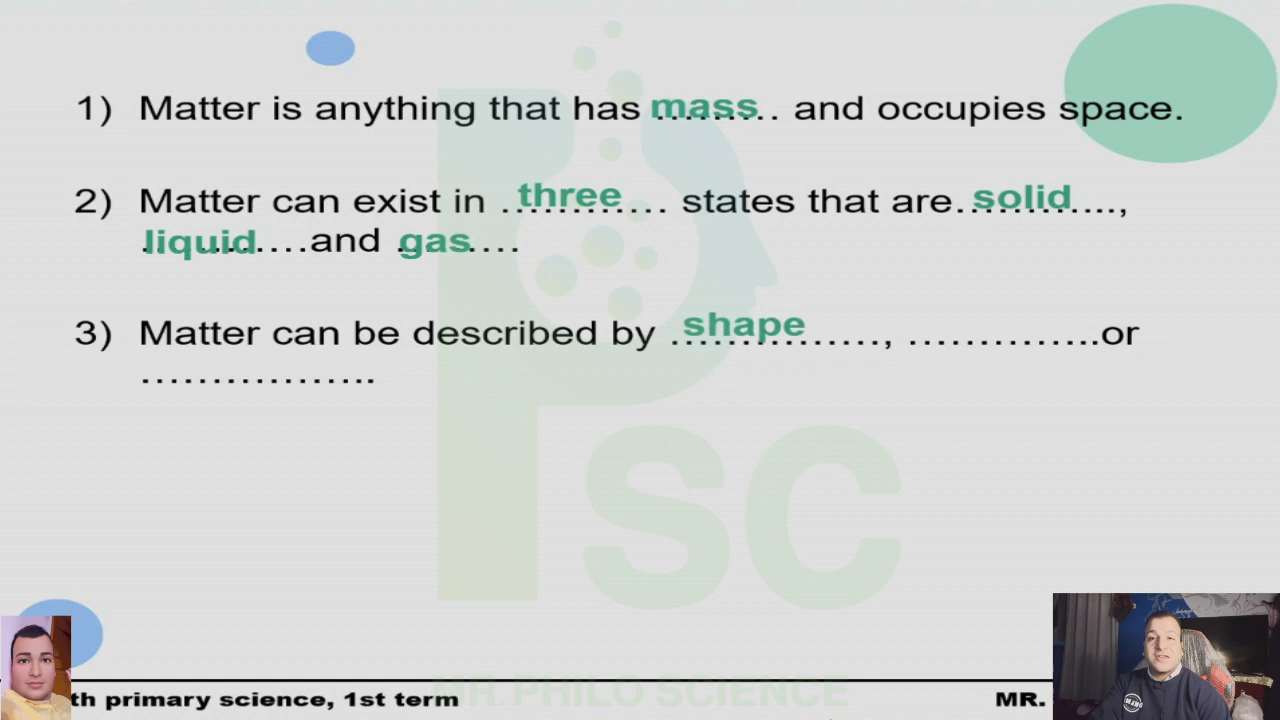 1) Matter is anything that has mass......... and occupies space.
2) Matter can exist in three............ states that are solid............,
liquid............and gas.........
3) Matter can be described by shape..............., ..............or
.................
PSC
MR. PHILO SCIENCE
th primary science, 1st term
MR.